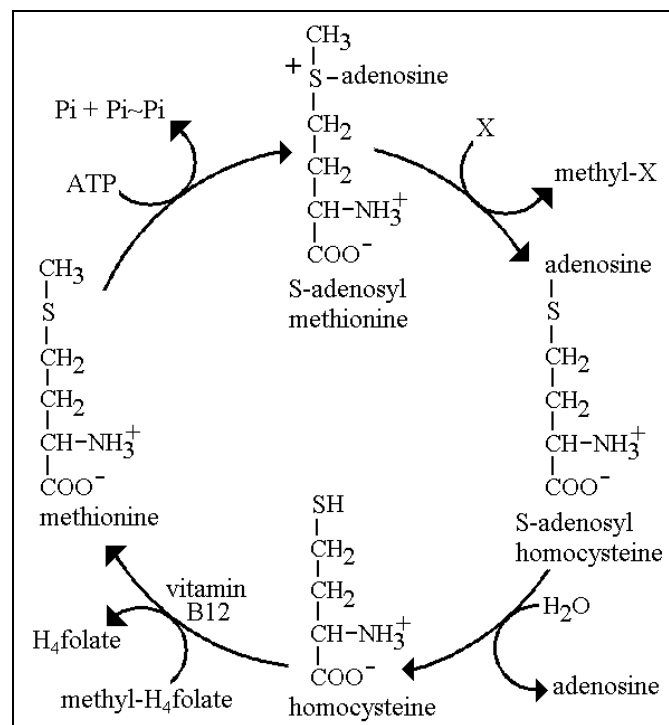 CH3
+
S-adenosine
CH2
CH2
CH-NH3+
COO-
S-adenosyl
methionine
Pi + Pi~Pi
ATP
X
methyl-X
adenosine
S
CH2
CH2
CH-NH3+
COO-
S-adenosyl
homocysteine
H2O
adenosine
SH
CH2
CH2
CH-NH3+
COO-
homocysteine
vitamin
B12
H4folate
methyl-H4folate
CH3
S
CH2
CH2
CH-NH3+
COO-
methionine